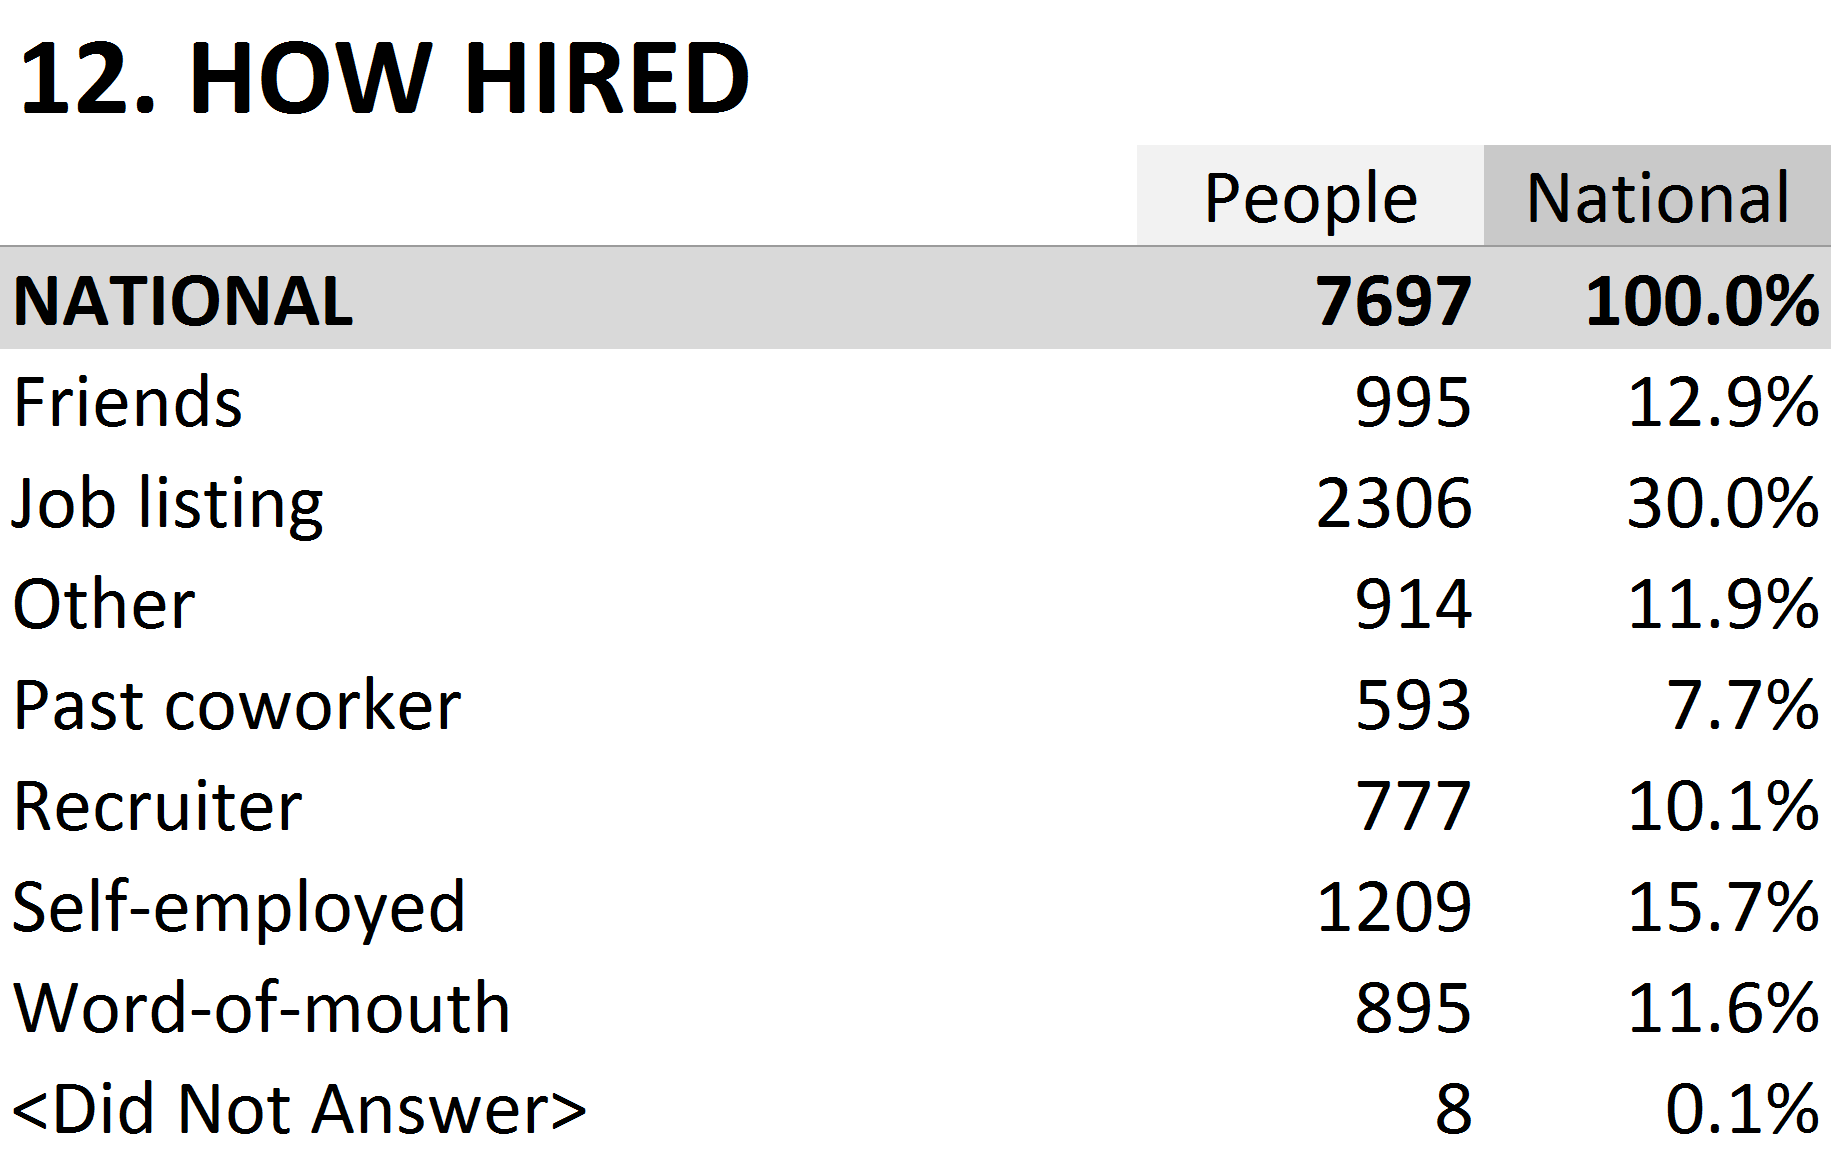 12. HOW HIRED
People National
NATIONAL 7697 100.0%
Friends 995 12.9%
Job listing 2306 30.0%
Other 914 11.9%
Past coworker 593 7.7%
Recruiter 777 10.1%
Self-employed 1209 15.7%
Word-of-mouth 895 11.6%
<Did Not Answer> 8 0.1%